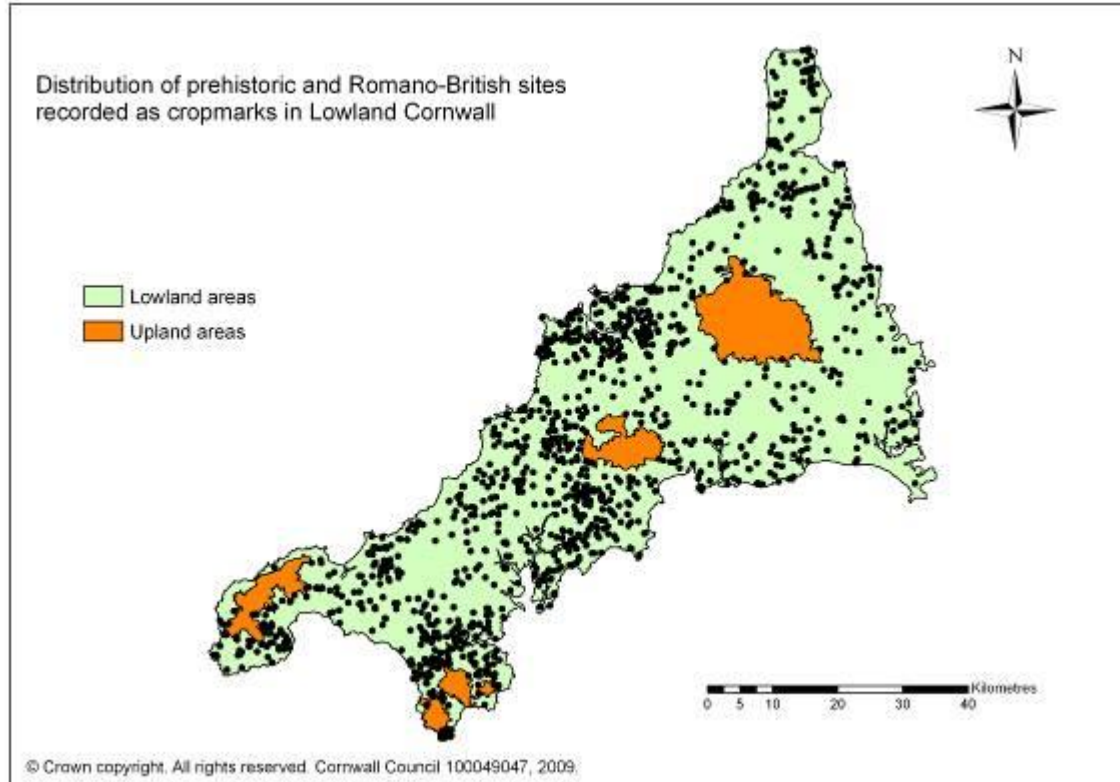 Distribution of prehistoric and Romano-British sites
recorded as cropmarks in Lowland Cornwall
N
Lowland areas
Upland areas
Kilometres
0 5 10 20 30 40
© Crown copyright. All rights reserved. Cornwall Council 100049047, 2009.